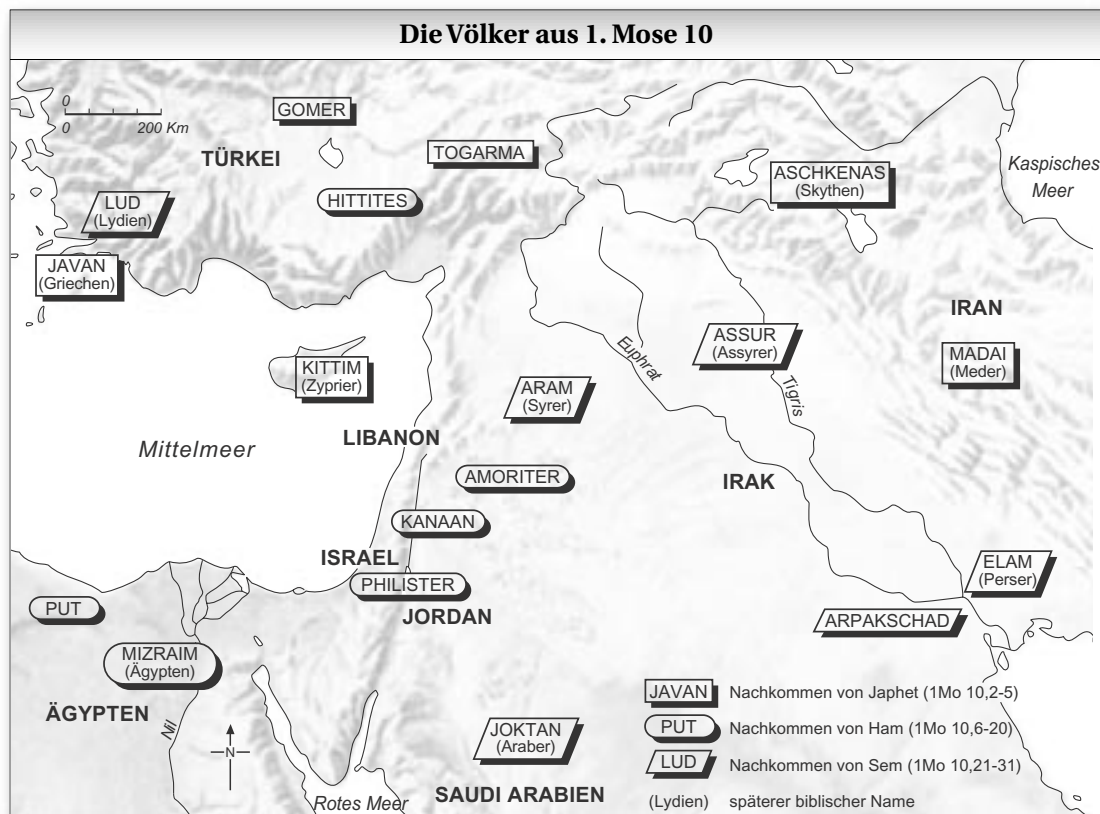 Die Völker aus 1. Mose 10
0
0
200 Km
GOMER
TÜRKEI
TOGARMA
Kaspisches
Meer
ASCHKENAS
(Skythen)
HITTITES
LUD
(Lydien)
JAVAN
(Griechen)
IRAN
ASSUR
(Assyrer)
MADAI
(Meder)
Euphrat
KITTIM
(Zyprier)
ARAM
(Syrer)
Tigris
LIBANON
Mittelmeer
AMORITER
IRAK
KANAAN
ISRAEL
ELAM
(Perser)
PHILISTER
PUT
JORDAN
ARPAKSCHAD
MIZRAIM
(Ägypten)
ÄGYPTEN
Nil
N
JOKTAN
(Araber)
Rotes Meer
SAUDI ARABIEN
JAVAN Nachkommen von Japhet (1Mo 10,2-5)
PUT Nachkommen von Ham (1Mo 10,6-20)
LUD Nachkommen von Sem (1Mo 10,21-31)
(Lydien) späterer biblischer Name